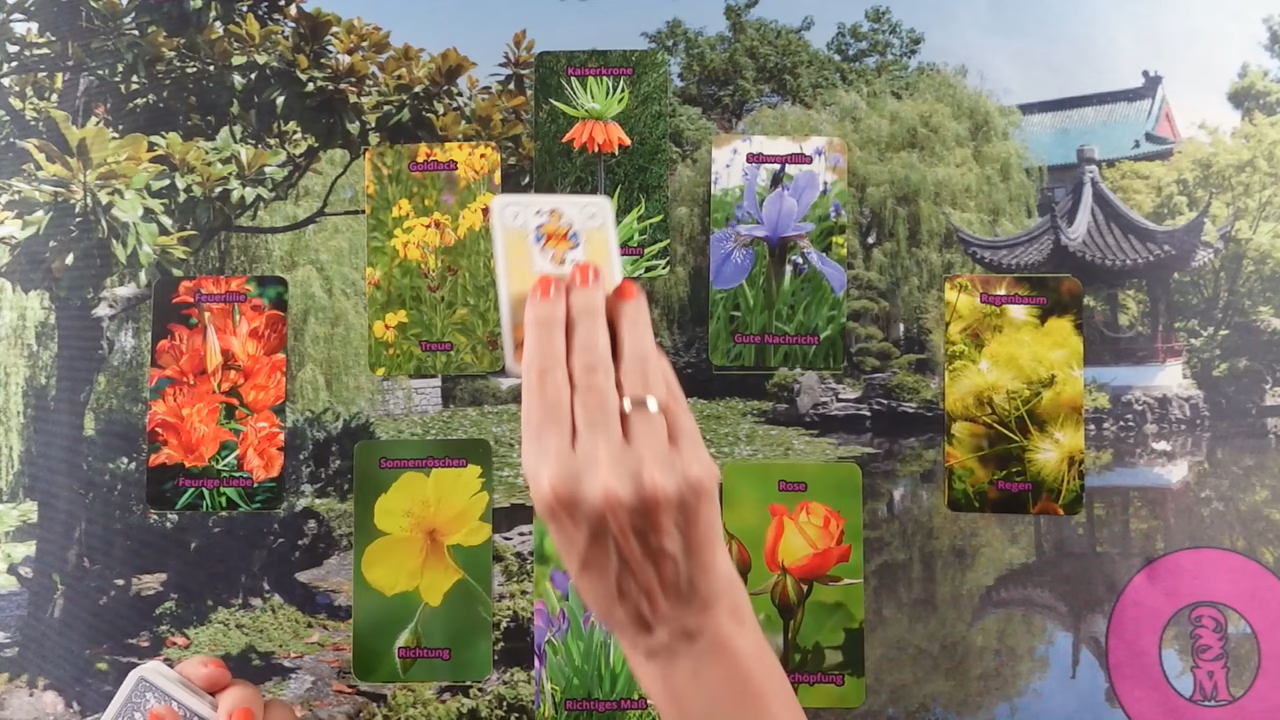 Kaiserkrone
Goldlack
Schwertlilie
Feuerlilie
Regenbaum
Gute Nachricht
Treue
Sonnenröschen
Feurige Liebe
Rose
Regen
Richtung
Richtiges Maß